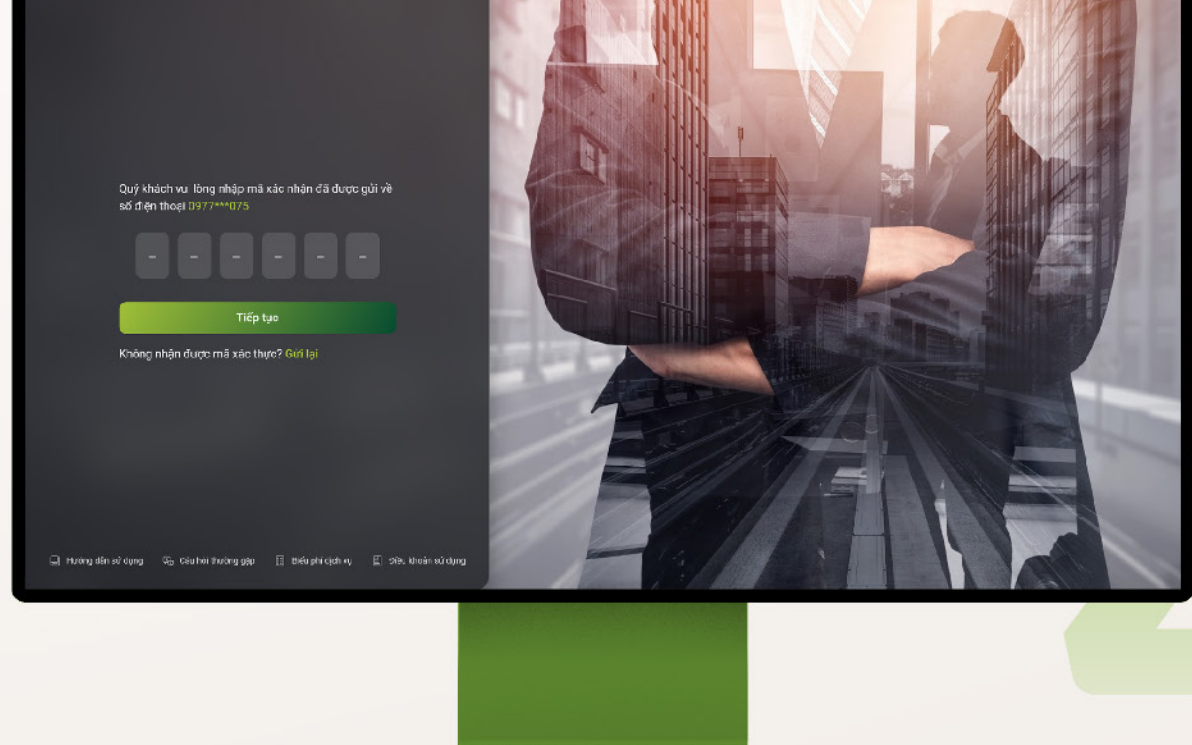 Quý khách vui lòng nhập mã xác nhận đã được gửi về
số điện thoại 0977***075
Tiếp tục
Không nhận được mã xác thực? Gửi lại
Hướng dẫn sử dụng Câu hỏi thường gặp Biểu phí dịch vụ Điều khoản sử dụng